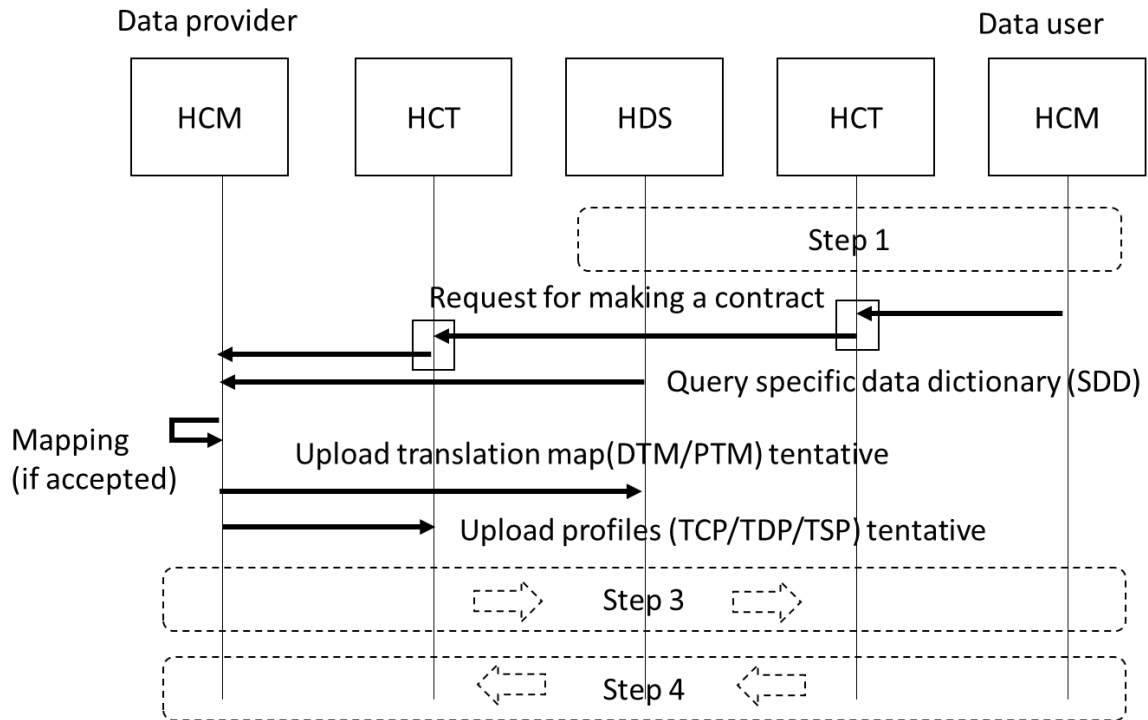 Data provider
Data user
HCM
HCT
HDS
HCT
HCM
Step 1
Request for making a contract
Query specific data dictionary (SDD)
Mapping
(if accepted)
Upload translation map(DTM/PTM) tentative
Upload profiles (TCP/TDP/TSP) tentative
Step 3
Step 4